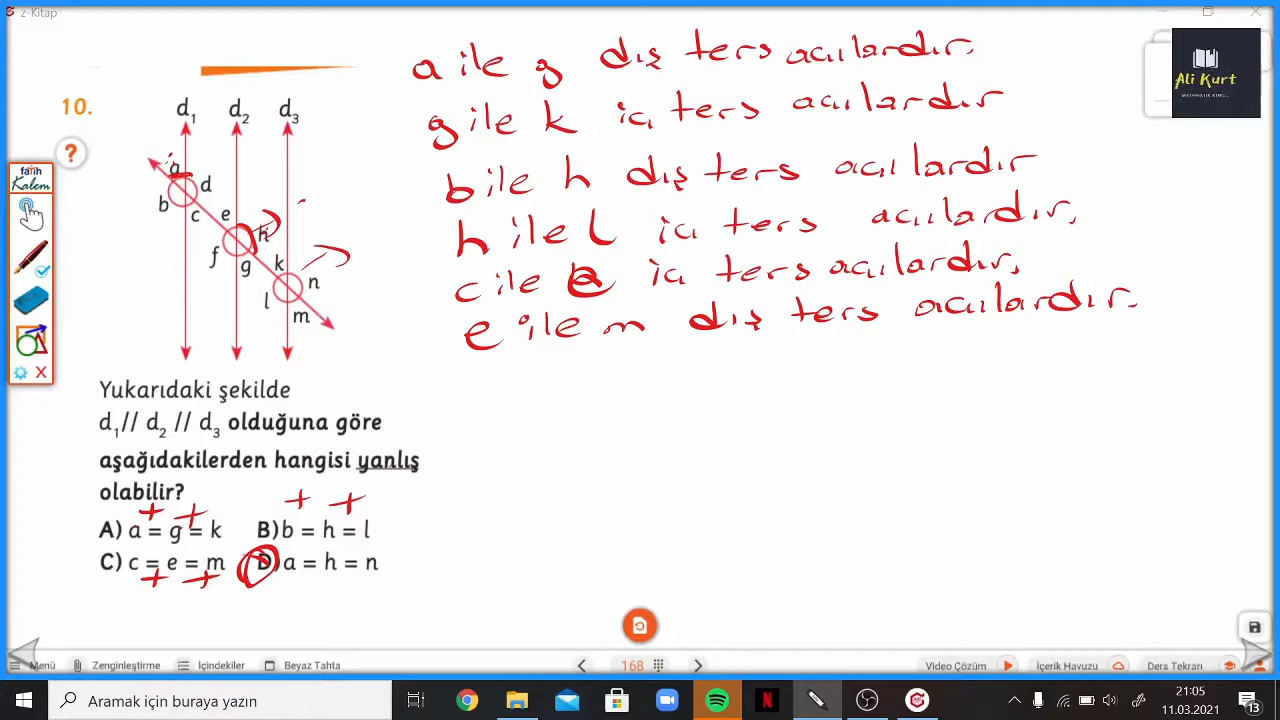 z-Kitap
a ile g dış ters açılardır.
g ile k iç ters açılardır
b ile h dış ters açılardır
h ile l iç ters açılardır.
c ile e iç ters açılardır.
e ile m dış ters açılardır.
Ali Kurt
10.
d1 d2 d3
?
fatih
Kalem
a
d
b
c
e
h
f
g
k
n
l
m
Yukarıdaki şekilde
d1// d2 // d3 olduğuna göre
aşağıdakilerden hangisi yanlış
olabilir?
+ + + +
A) a = g = k B) b = h = l
C) c = e = m D) a = h = n
+ +
Menü Zenginleştirme İçindekiler Beyaz Tahta 168 Video Çözüm İçerik Havuzu Ders Tekrarı
Aramak için buraya yazın
21:05
11.03.2021
13